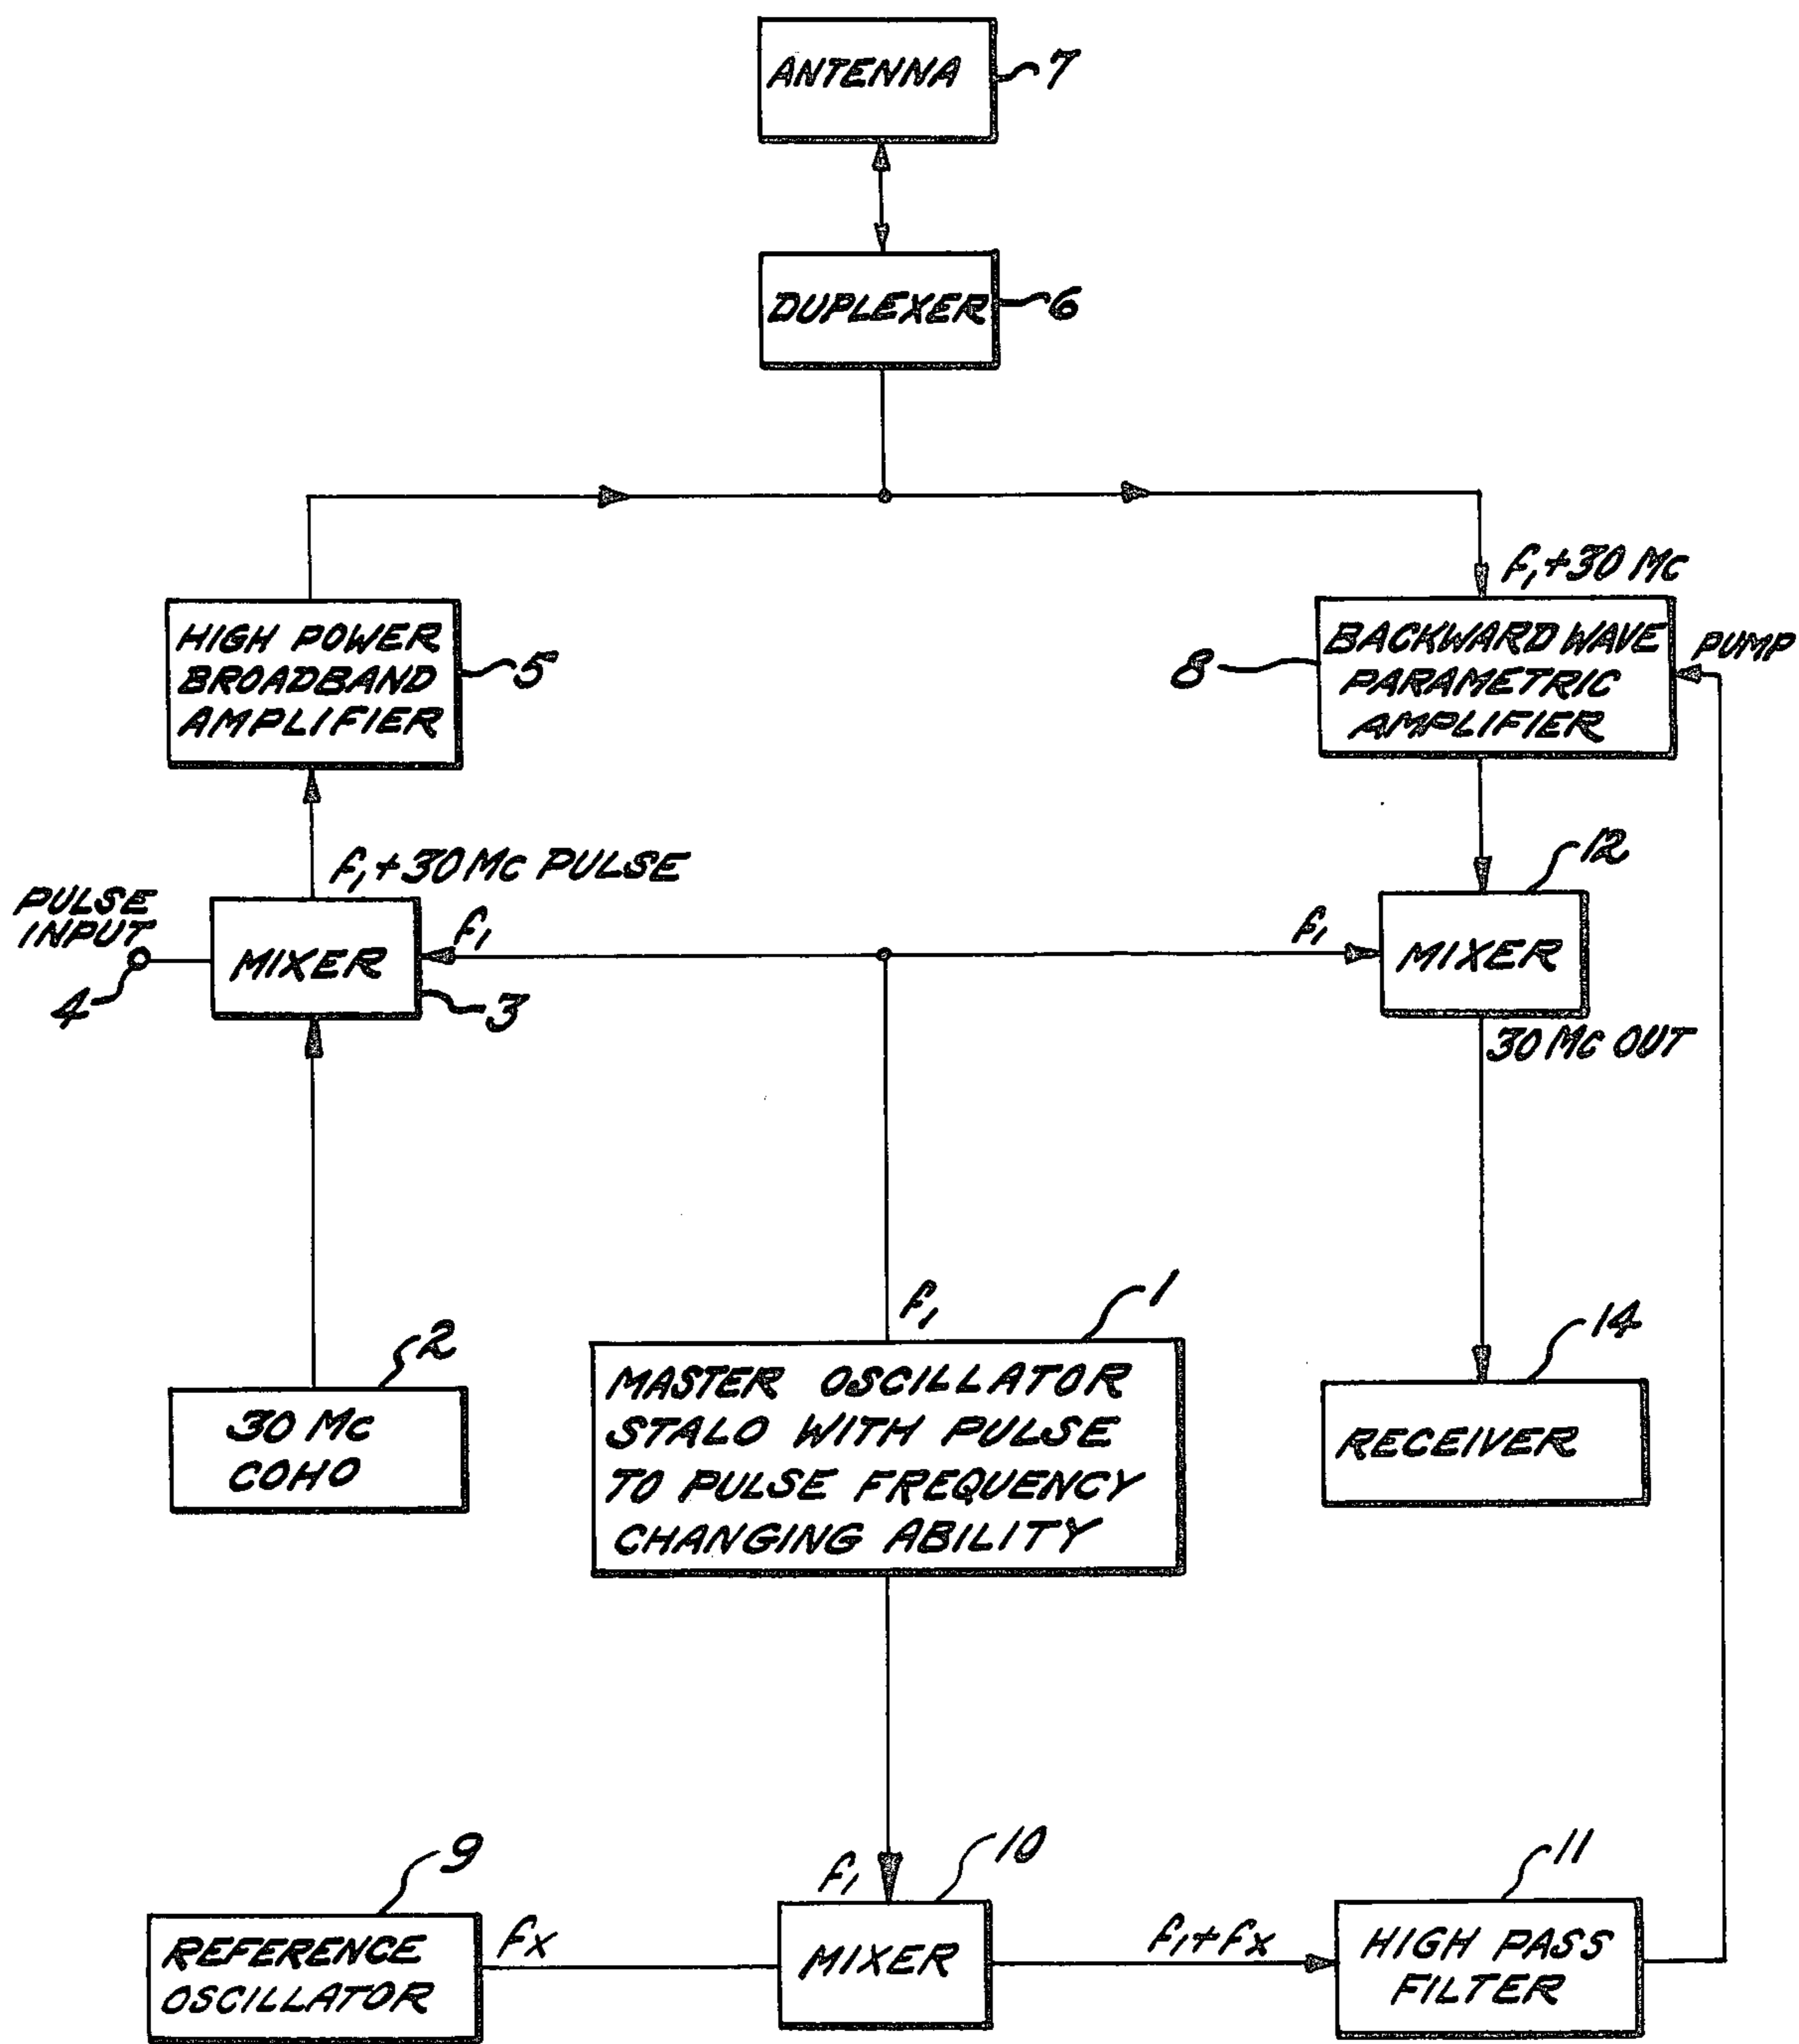 ANTENNA
7
DUPLEXER
6
f1+30 Mc
HIGH POWER
BROADBAND
AMPLIFIER
5
8
BACKWARD WAVE
PARAMETRIC
AMPLIFIER
PUMP
f1+30 Mc PULSE
12
PULSE
INPUT
4
MIXER
3
f1
f1
MIXER
30 Mc OUT
f1
1
2
30 Mc
COHO
MASTER OSCILLATOR
STALO WITH PULSE
TO PULSE FREQUENCY
CHANGING ABILITY
14
RECEIVER
9
REFERENCE
OSCILLATOR
fx
f1
10
MIXER
f1+fx
11
HIGH PASS
FILTER